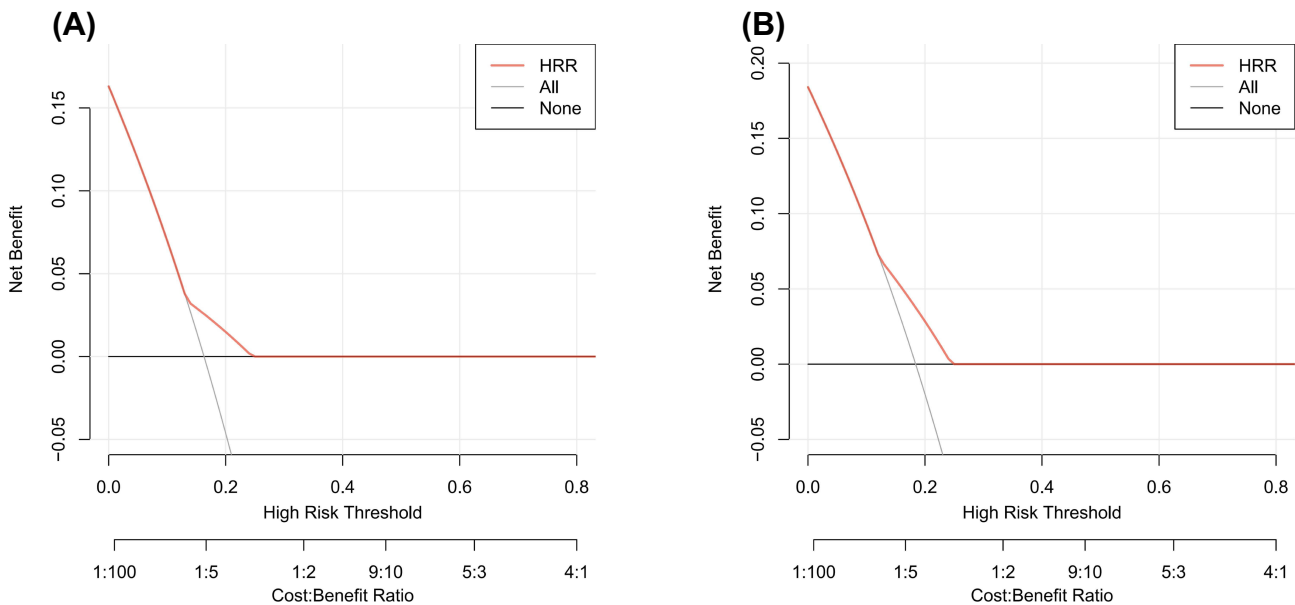 (A)
HRR
All
None
Net Benefit
0.15
0.10
0.05
0.00
−0.05
0.0 0.2 0.4 0.6 0.8
High Risk Threshold
1:100 1:5 1:2 9:10 5:3 4:1
Cost:Benefit Ratio
(B)
HRR
All
None
Net Benefit
0.20
0.15
0.10
0.05
0.00
−0.05
0.0 0.2 0.4 0.6 0.8
High Risk Threshold
1:100 1:5 1:2 9:10 5:3 4:1
Cost:Benefit Ratio